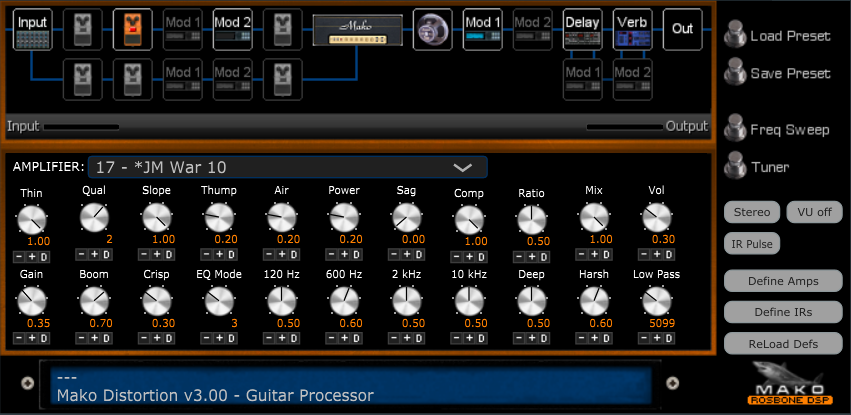 Input
Mod 1
Mod 2
Mako
Mod 1
Mod 2
Delay
Verb
Out
Mod 1
Mod 2
Mod 1
Mod 2
Input
Output
Load Preset
Save Preset
Freq Sweep
Tuner
AMPLIFIER: 17 - *JM War 10
Thin Qual Slope Thump Air Power Sag Comp Ratio Mix Vol
1.00 2 1.00 0.20 0.20 0.20 0.00 1.00 0.50 1.00 0.30
- + D - + D - + D - + D - + D - + D - + D - + D - + D - + D - + D
Gain Boom Crisp EQ Mode 120 Hz 600 Hz 2 kHz 10 kHz Deep Harsh Low Pass
0.35 0.70 0.30 3 0.50 0.60 0.50 0.50 0.50 0.60 5099
- + D - + D - + D - + D - + D - + D - + D - + D - + D - + D - + D
Stereo VU off
IR Pulse
Define Amps
Define IRs
ReLoad Defs
---
Mako Distortion v3.00 - Guitar Processor
MAKO
ROSBONE DSP